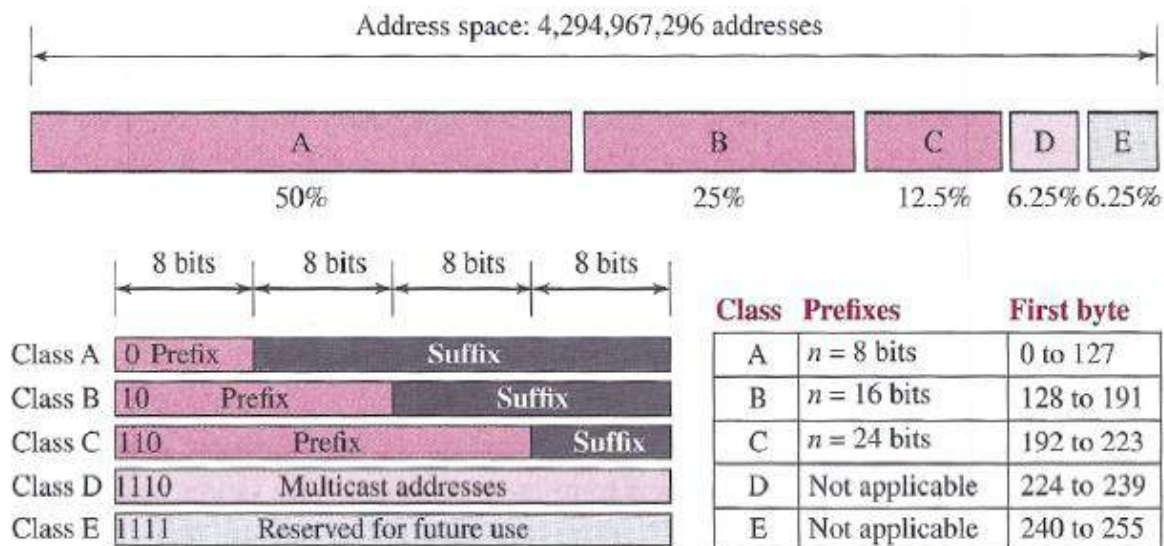 Address space: 4,294,967,296 addresses
A B C D E
50% 25% 12.5% 6.25% 6.25%
8 bits 8 bits 8 bits 8 bits
Class A 0 Prefix Suffix
Class B 10 Prefix Suffix
Class C 110 Prefix Suffix
Class D 1110 Multicast addresses
Class E 1111 Reserved for future use
Class Prefixes First byte
A n = 8 bits 0 to 127
B n = 16 bits 128 to 191
C n = 24 bits 192 to 223
D Not applicable 224 to 239
E Not applicable 240 to 255